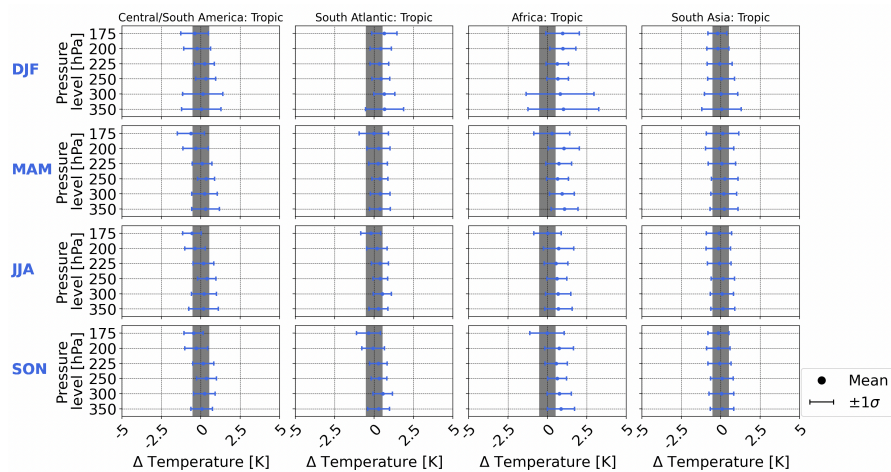 Central/South America: Tropic South Atlantic: Tropic Africa: Tropic South Asia: Tropic
DJF
Pressure
level [hPa]
175
200
225
250
300
350
MAM
Pressure
level [hPa]
175
200
225
250
300
350
JJA
Pressure
level [hPa]
175
200
225
250
300
350
SON
Pressure
level [hPa]
175
200
225
250
300
350
-5 -2.5 0 2.5 5 -2.5 0 2.5 5 -2.5 0 2.5 5 -2.5 0 2.5 5
Δ Temperature [K] Δ Temperature [K] Δ Temperature [K] Δ Temperature [K]
Mean
±1σ